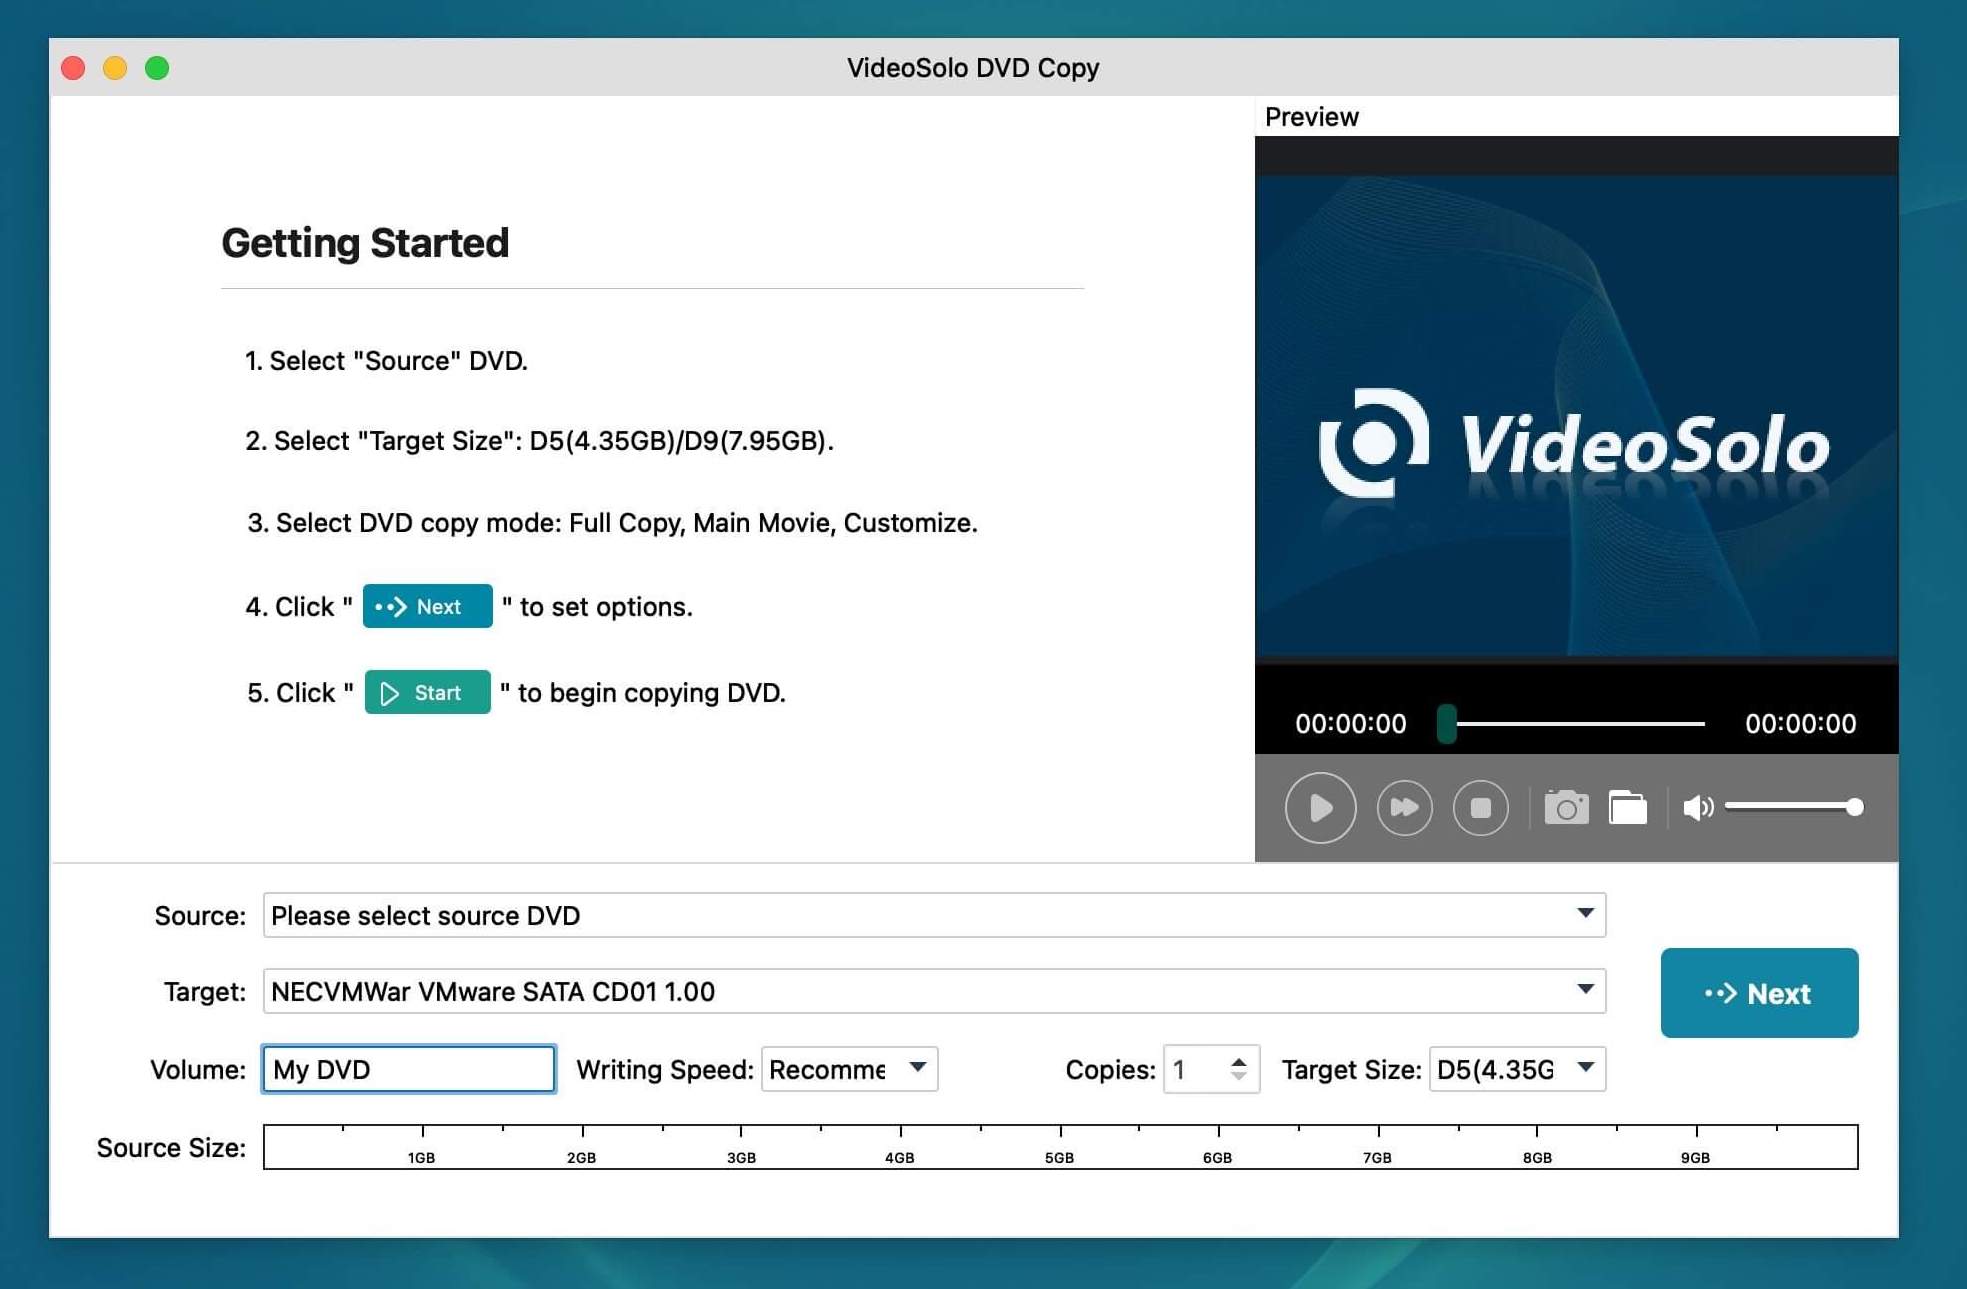 VideoSolo DVD Copy
Preview
Getting Started
1. Select "Source" DVD.
2. Select "Target Size": D5(4.35GB)/D9(7.95GB).
3. Select DVD copy mode: Full Copy, Main Movie, Customize.
4. Click " Next " to set options.
5. Click " Start " to begin copying DVD.
VideoSolo
00:00:00 00:00:00
Source: Please select source DVD
Target: NECVMWar VMware SATA CD01 1.00
Next
Volume: My DVD Writing Speed: Recomme Copies: 1 Target Size: D5(4.35G
Source Size: 1GB 2GB 3GB 4GB 5GB 6GB 7GB 8GB 9GB